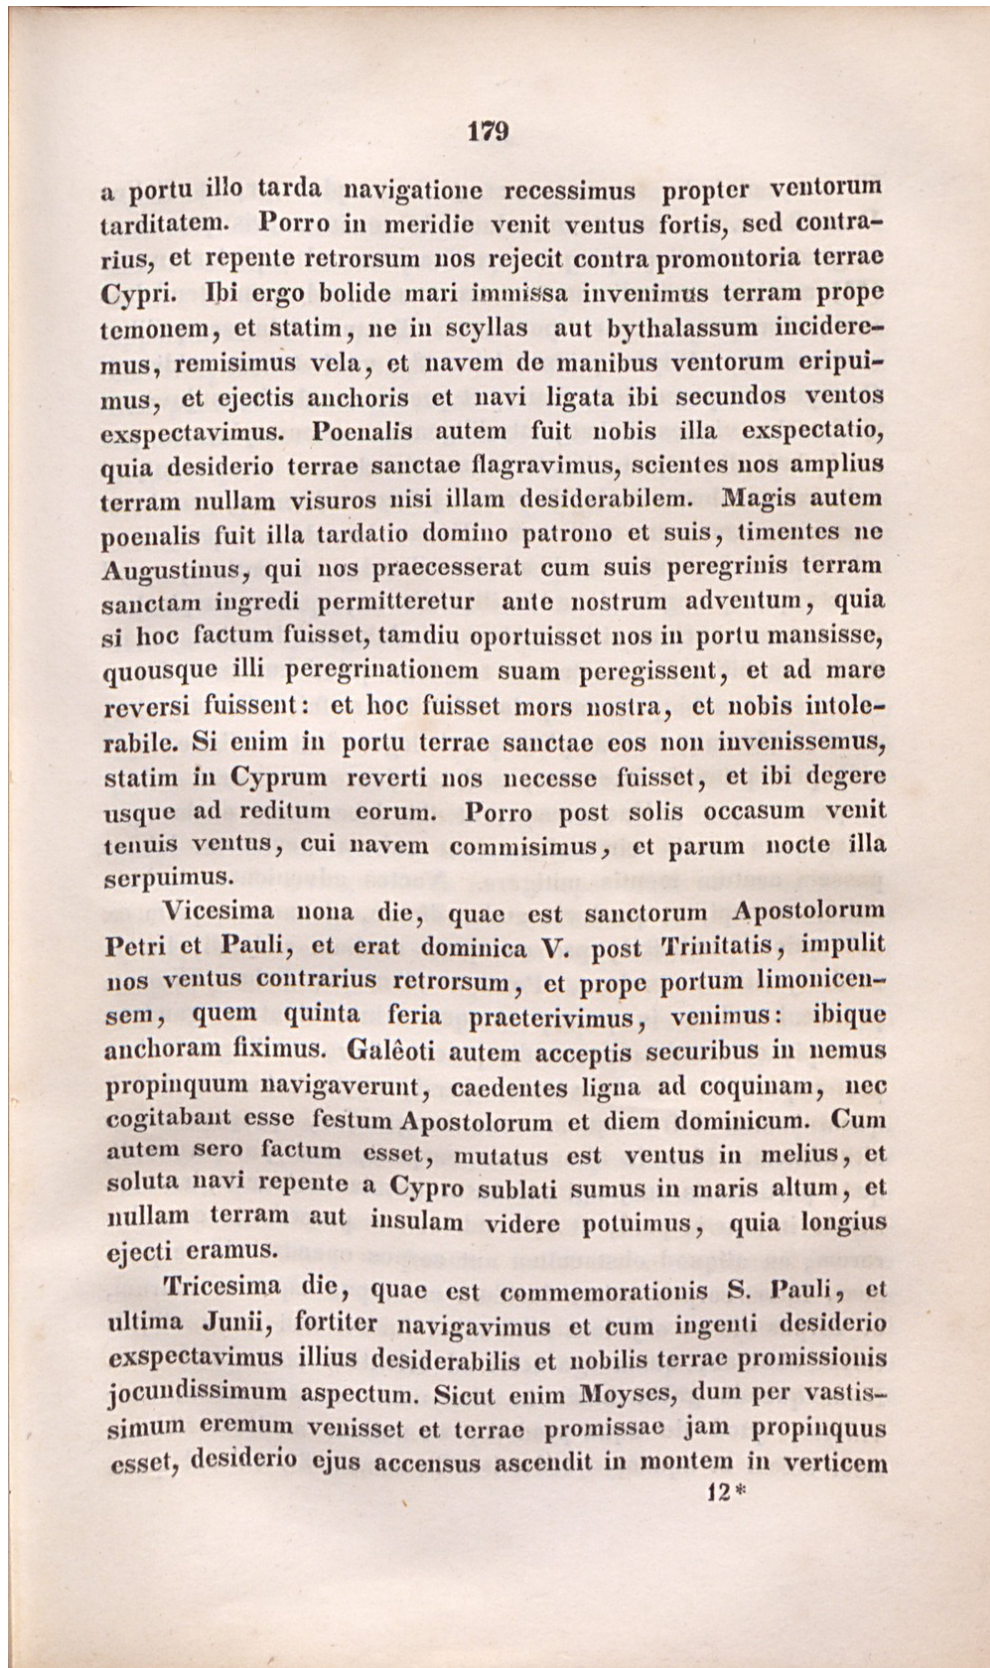 179
a portu illo tarda navigatione recessimus propter ventorum
tarditatem. Porro in meridie venit ventus fortis, sed contra-
rius, et repente retrorsum nos rejecit contra promontoria terrae
Cypri. Ibi ergo bolide mari immissa invenimus terram prope
temonem, et statim, ne in scyllas aut bythalassum incidere-
mus, remisimus vela, et navem de manibus ventorum eripui-
mus, et ejectis anchoris et navi ligata ibi secundos ventos
exspectavimus. Poenalis autem fuit nobis illa exspectatio,
quia desiderio terrae sanctae flagravimus, scientes nos amplius
terram nullam visuros nisi illam desiderabilem. Magis autem
poenalis fuit illa tardatio domino patrono et suis, timentes ne
Augustinus, qui nos praecesserat cum suis peregrinis terram
sanctam ingredi permitteretur ante nostrum adventum, quia
si hoc factum fuisset, tamdiu oportuisset nos in portu mansisse,
quousque illi peregrinationem suam peregissent, et ad mare
reversi fuissent: et hoc fuisset mors nostra, et nobis intole-
rabile. Si enim in portu terrae sanctae eos non invenissemus,
statim in Cyprum reverti nos necesse fuisset, et ibi degere
usque ad reditum eorum. Porro post solis occasum venit
tenuis ventus, cui navem commisimus, et parum nocte illa
serpuimus.
Vicesima nona die, quae est sanctorum Apostolorum
Petri et Pauli, et erat dominica V. post Trinitatis, impulit
nos ventus contrarius retrorsum, et prope portum limonicen-
sem, quem quinta feria praeterivimus, venimus: ibique
anchoram fiximus. Galêoti autem acceptis securibus in nemus
propinquum navigaverunt, caedentes ligna ad coquinam, nec
cogitabant esse festum Apostolorum et diem dominicum. Cum
autem sero factum esset, mutatus est ventus in melius, et
soluta navi repente a Cypro sublati sumus in maris altum, et
nullam terram aut insulam videre potuimus, quia longius
ejecti eramus.
Tricesima die, quae est commemorationis S. Pauli, et
ultima Junii, fortiter navigavimus et cum ingenti desiderio
exspectavimus illius desiderabilis et nobilis terrae promissionis
jocundissimum aspectum. Sicut enim Moyses, dum per vastis-
simum eremum venisset et terrae promissae jam propinquus
esset, desiderio ejus accensus ascendit in montem in verticem
12*